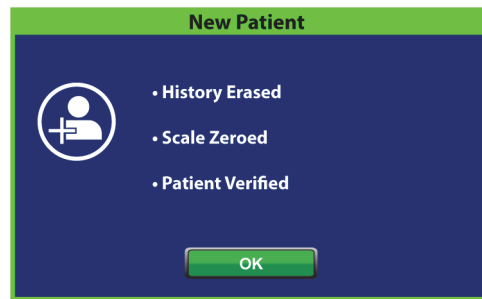 New Patient
• History Erased
• Scale Zeroed
• Patient Verified
OK